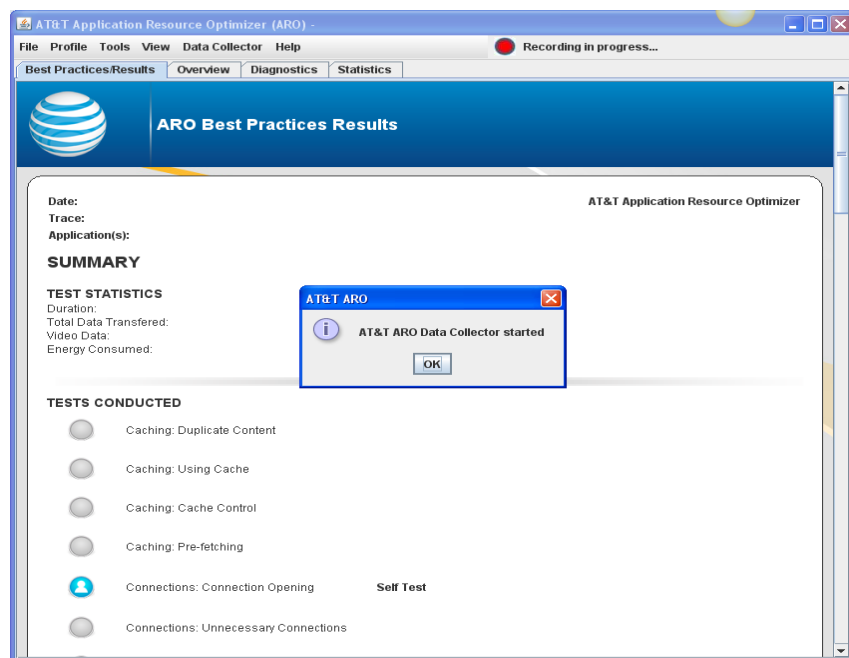 AT&T Application Resource Optimizer (ARO) -
File Profile Tools View Data Collector Help
Recording in progress...
Best Practices/Results Overview Diagnostics Statistics
ARO Best Practices Results
Date:
AT&T Application Resource Optimizer
Trace:
Application(s):
SUMMARY
TEST STATISTICS
Duration:
Total Data Transfered:
Video Data:
Energy Consumed:
AT&T ARO
AT&T ARO Data Collector started
OK
TESTS CONDUCTED
Caching: Duplicate Content
Caching: Using Cache
Caching: Cache Control
Caching: Pre-fetching
Connections: Connection Opening Self Test
Connections: Unnecessary Connections